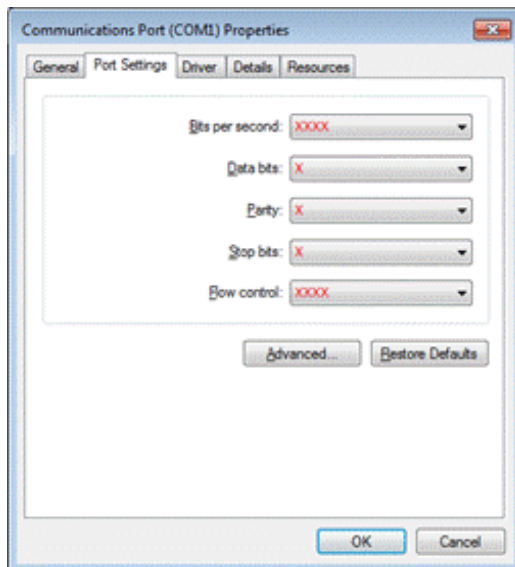 Communications Port (COM1) Properties
General Port Settings Driver Details Resources
Bits per second: XXXX
Data bits: X
Parity: X
Stop bits: X
Flow control: XXXX
Advanced... Restore Defaults
OK Cancel